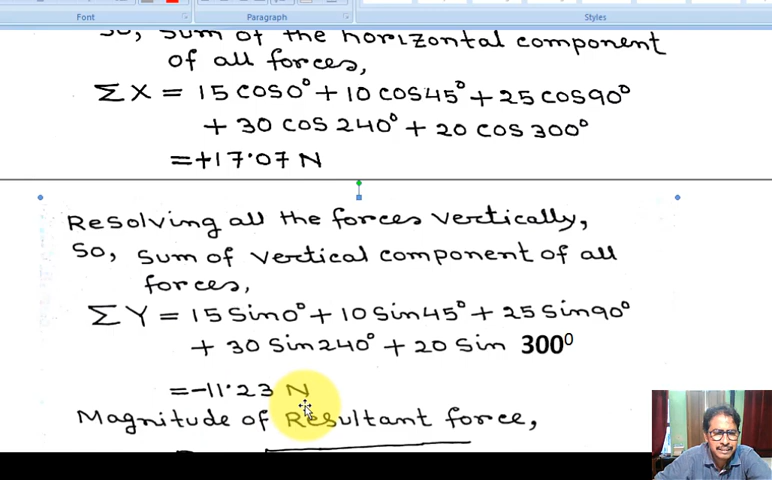 Font
Paragraph
Styles
So, Sum of the horizontal component
of all forces,
ΣX = 15 cos0° + 10 cos45° + 25 cos90°
+ 30 cos 240° + 20 cos 300°
=+17·07 N
Resolving all the forces vertically,
So, Sum of vertical component of all
forces,
ΣY = 15 Sin0° + 10 Sin45° + 25 Sin90°
+ 30 Sin240° + 20 Sin 300⁰
=-11·23 N
Magnitude of Resultant force,